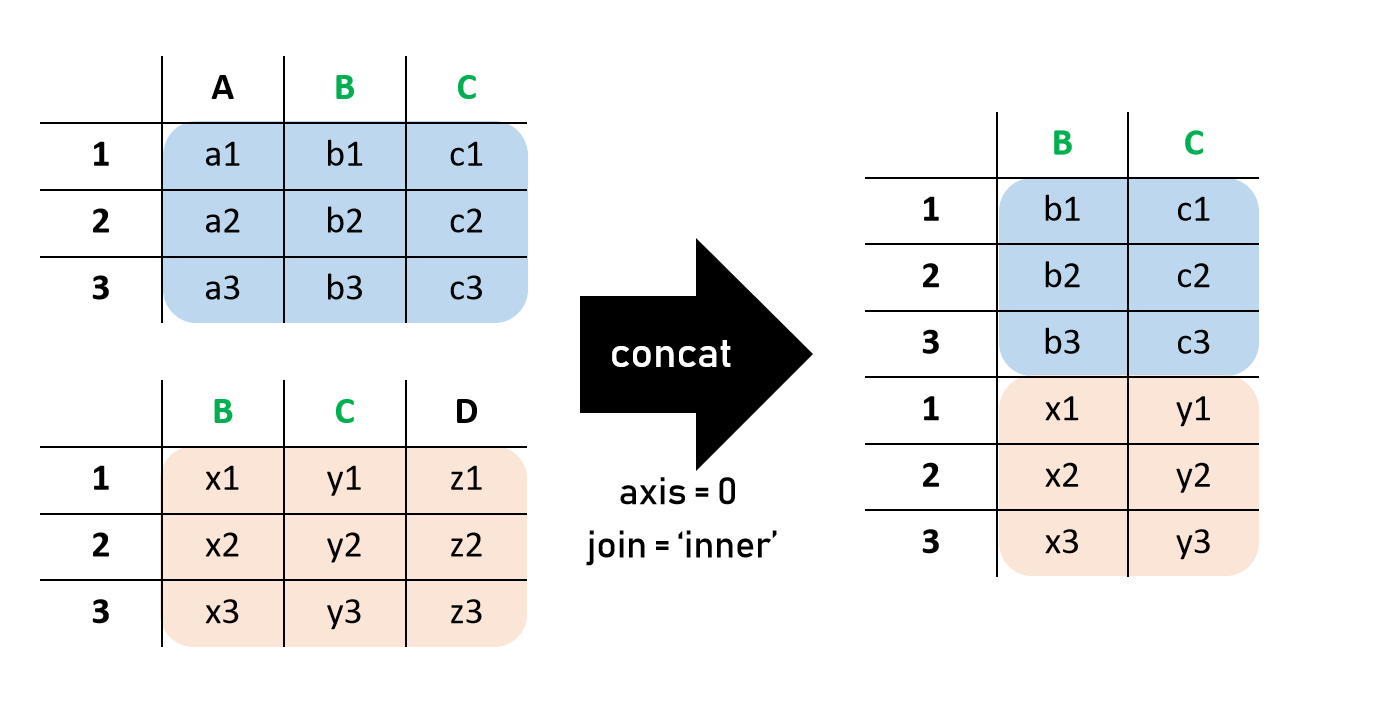 A B C
1 a1 b1 c1
2 a2 b2 c2
3 a3 b3 c3
B C D
1 x1 y1 z1
2 x2 y2 z2
3 x3 y3 z3
concat
axis = 0
join = ‘inner’
B C
1 b1 c1
2 b2 c2
3 b3 c3
1 x1 y1
2 x2 y2
3 x3 y3